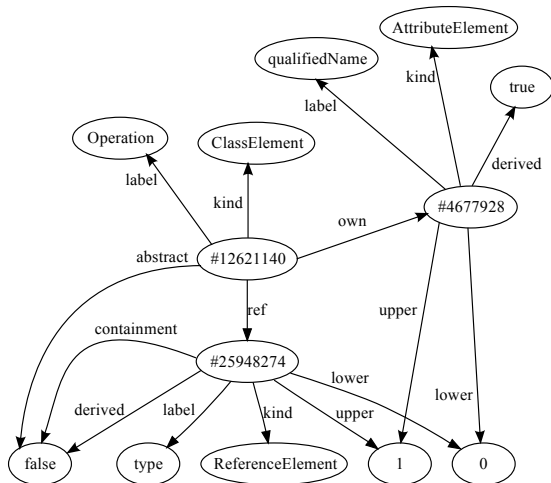 AttributeElement
qualifiedName
kind
true
label
Operation
ClassElement
derived
label
kind
#4677928
own
abstract
#12621140
ref
upper
containment
#25948274
lower
lower
derived
label
kind
upper
false
type
ReferenceElement
1
0